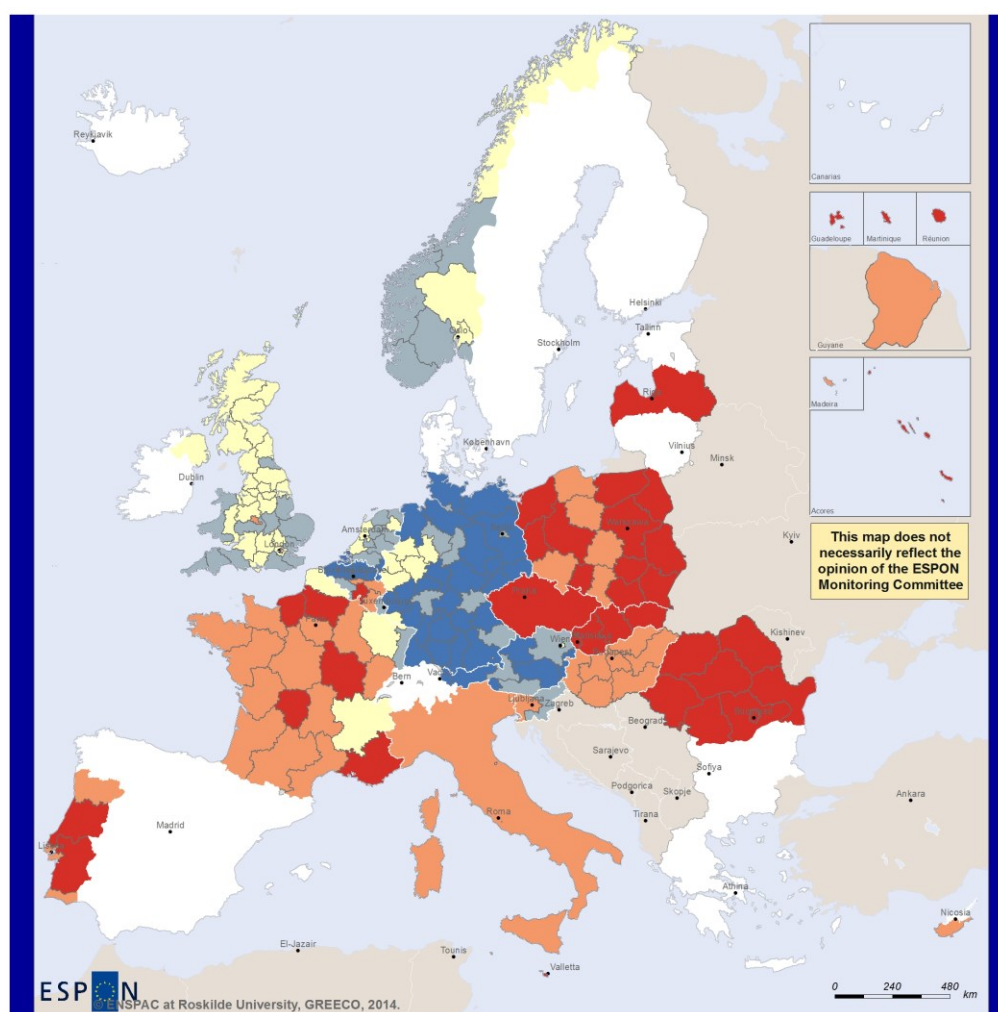 Reykjavik
Canarias
Guadeloupe
Martinique
Réunion
Guyane
Madeira
Acores
This map does not
necessarily reflect the
opinion of the ESPON
Monitoring Committee
Helsinki
Tallinn
Oslo
Stockholm
Riga
København
Vilnius
Minsk
Dublin
Amsterdam
London
Kyiv
Kishinev
Wien
Budapest
Bern
Ljubljana
Zagreb
Beograd
Sarajevo
Sofiya
Podgorica
Skopje
Tirana
Ankara
Madrid
Roma
Athina
Nicosia
El-Jazair
Tounis
Valletta
ESPON
© ENSPAC at Roskilde University, GREECO, 2014.
0 240 480
km